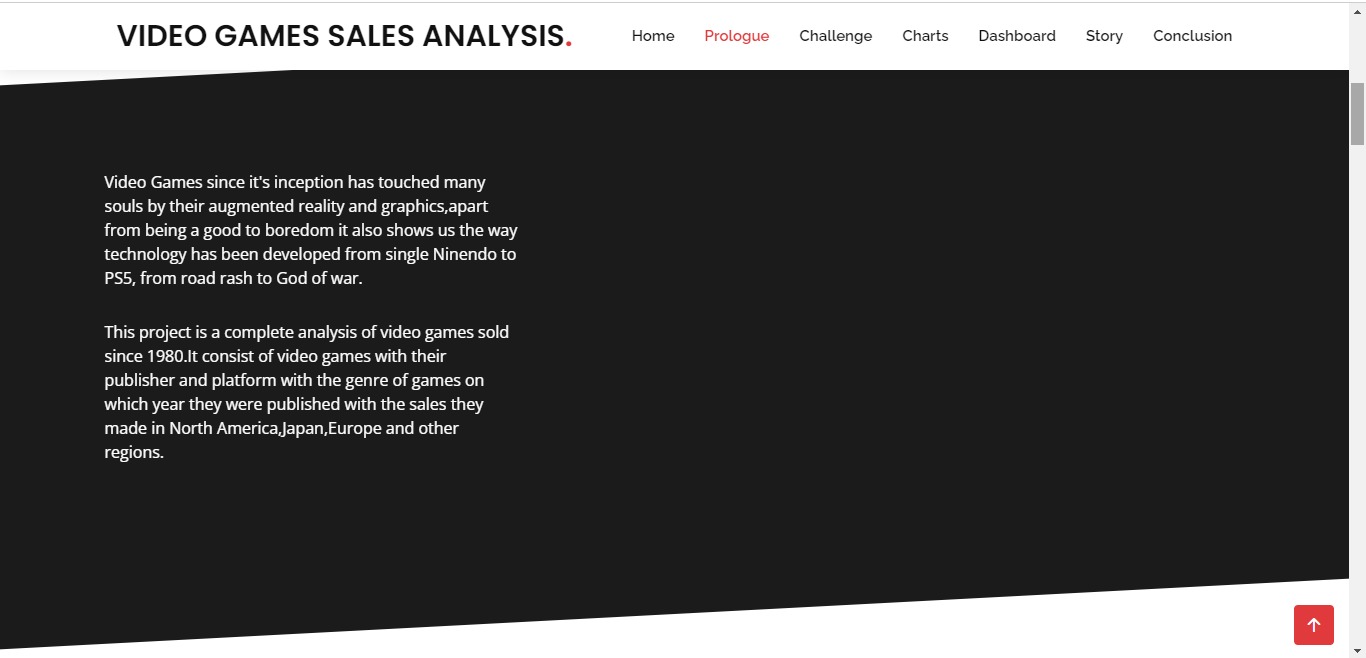 VIDEO GAMES SALES ANALYSIS.
Home Prologue Challenge Charts Dashboard Story Conclusion
Video Games since it's inception has touched many
souls by their augmented reality and graphics,apart
from being a good to boredom it also shows us the way
technology has been developed from single Ninendo to
PS5, from road rash to God of war.
This project is a complete analysis of video games sold
since 1980.It consist of video games with their
publisher and platform with the genre of games on
which year they were published with the sales they
made in North America,Japan,Europe and other
regions.